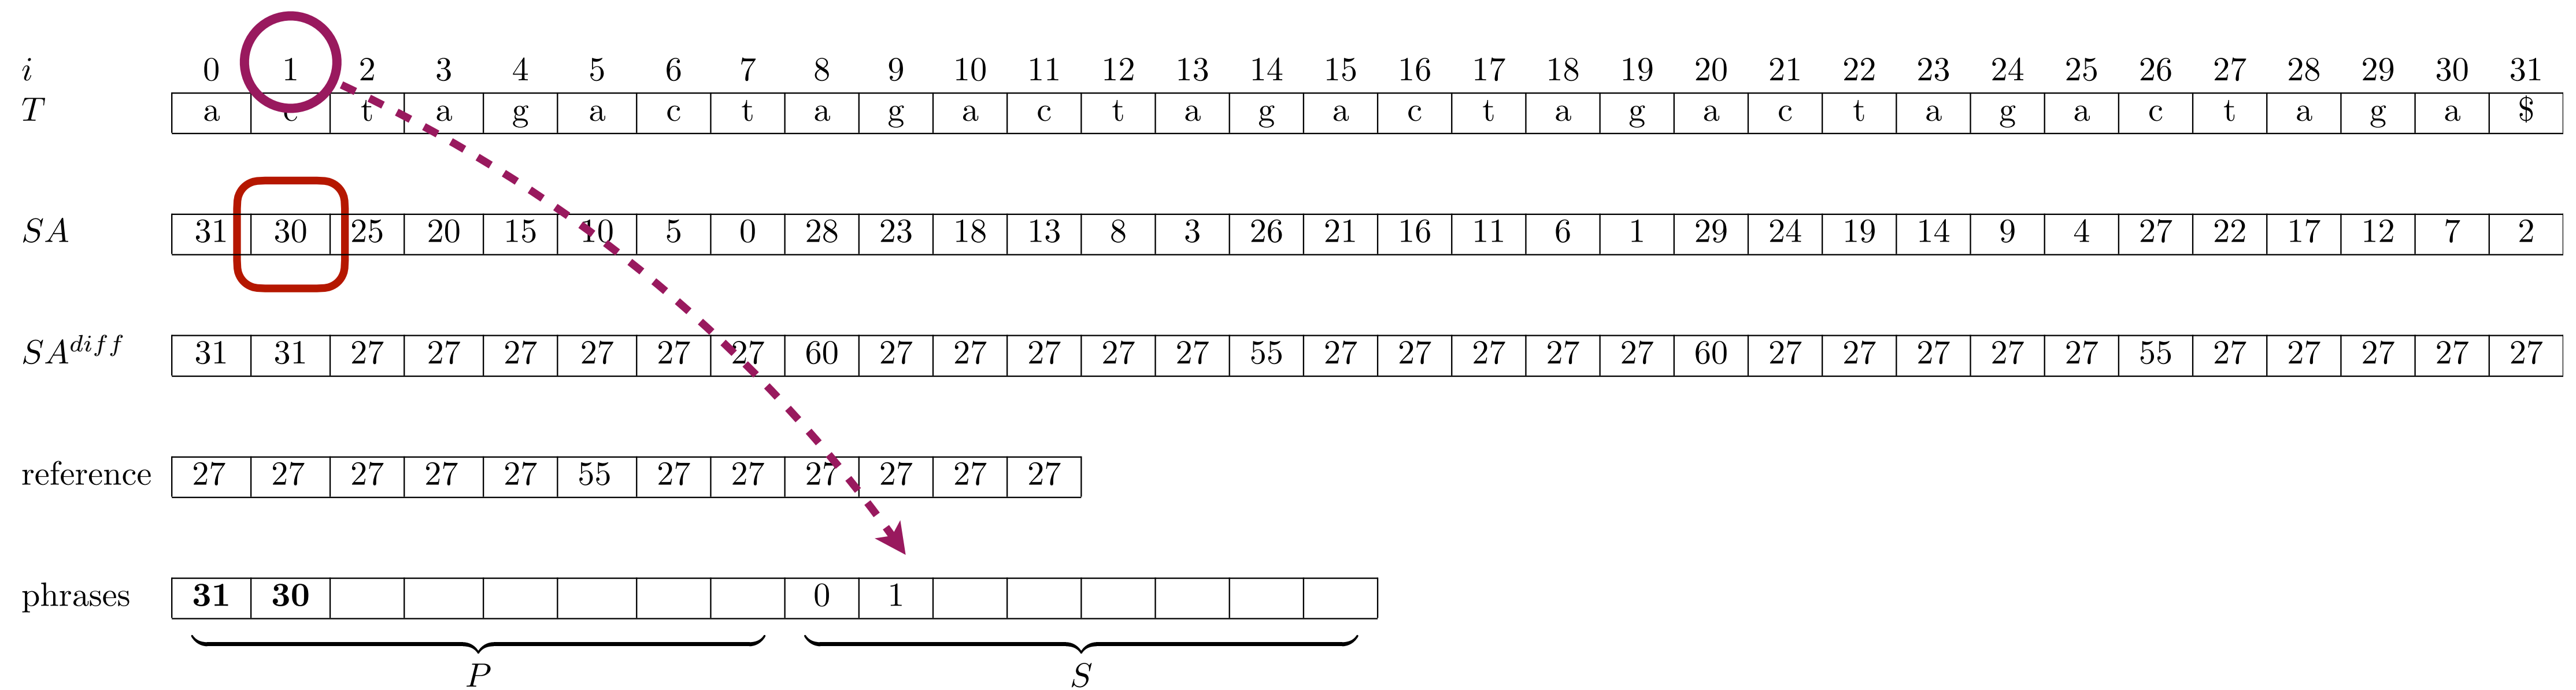 i 0 1 2 3 4 5 6 7 8 9 10 11 12 13 14 15 16 17 18 19 20 21 22 23 24 25 26 27 28 29 30 31
T a c t a g a c t a g a c t a g a c t a g a c t a g a c t a g a $
SA 31 30 25 20 15 10 5 0 28 23 18 13 8 3 26 21 16 11 6 1 29 24 19 14 9 4 27 22 17 12 7 2
SA^diff 31 31 27 27 27 27 27 27 60 27 27 27 27 27 55 27 27 27 27 27 60 27 27 27 27 27 55 27 27 27 27 27
reference 27 27 27 27 27 55 27 27 27 27 27 27
phrases 31 30 0 1
P S